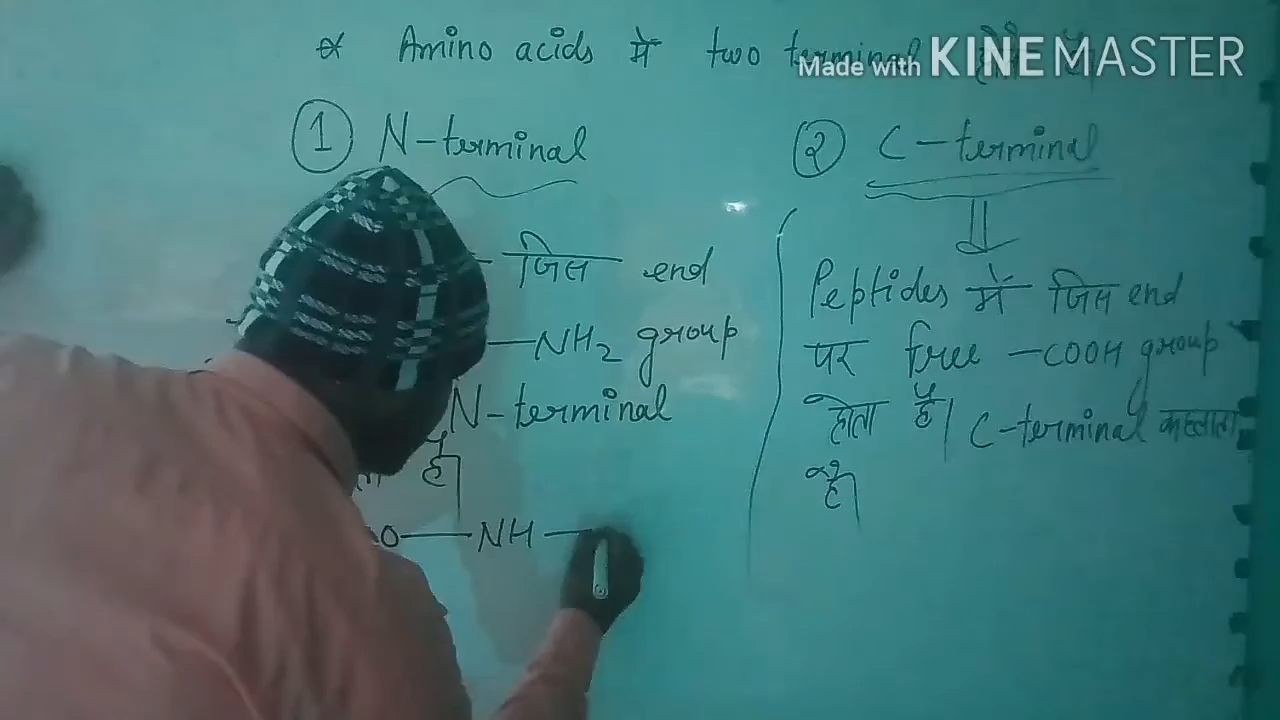 * Amino acids में two terminal होते हैं।
Made with KINEMASTER
① N-terminal
जिस end
—NH₂ group
N-terminal
है।
O—NH—
② C-terminal
Peptides में जिस end
पर free —COOH group
होता है। C-terminal कहलाता
है।